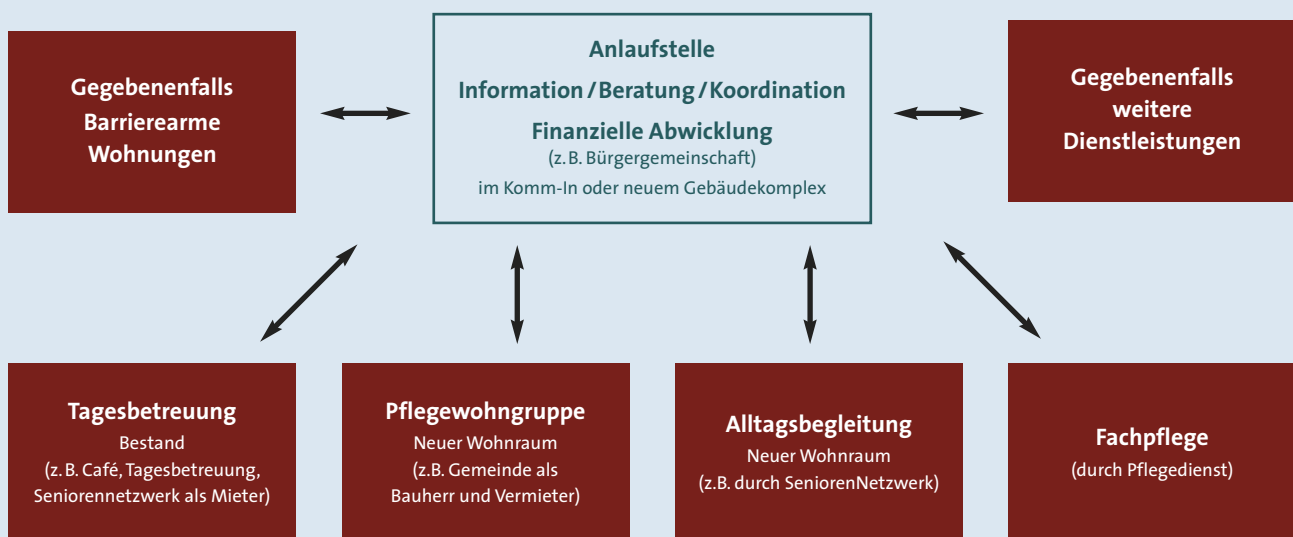 Gegebenenfalls
Barrierearme
Wohnungen
Anlaufstelle
Information / Beratung / Koordination
Finanzielle Abwicklung
(z. B. Bürgergemeinschaft)
im Komm-In oder neuem Gebäudekomplex
Gegebenenfalls
weitere
Dienstleistungen
Tagesbetreuung
Bestand
(z. B. Café, Tagesbetreuung,
Seniorennetzwerk als Mieter)
Pflegewohngruppe
Neuer Wohnraum
(z.B. Gemeinde als
Bauherr und Vermieter)
Alltagsbegleitung
Neuer Wohnraum
(z.B. durch SeniorenNetzwerk)
Fachpflege
(durch Pflegedienst)